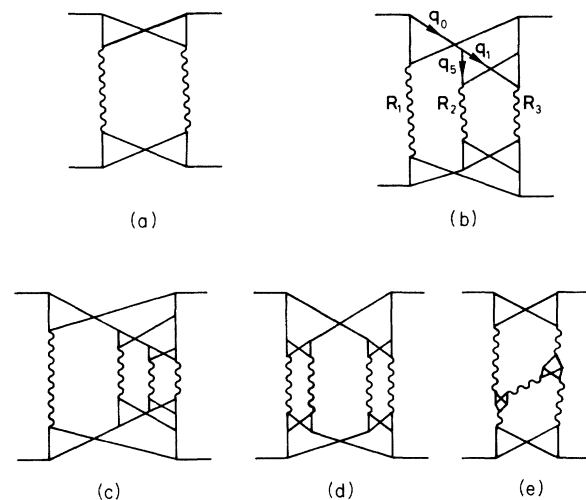 q₀
q₁
q₅
R₁ R₂ R₃
(a) (b)
(c) (d) (e)